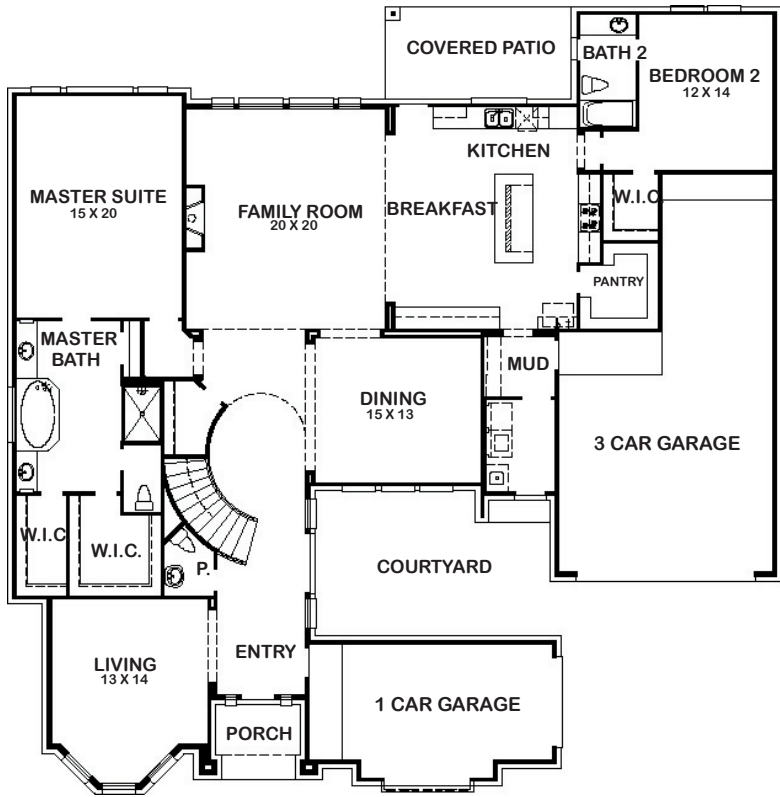 COVERED PATIO
BATH 2
BEDROOM 2
12 X 14
KITCHEN
MASTER SUITE
15 X 20
FAMILY ROOM
20 X 20
BREAKFAST
W.I.C
PANTRY
MASTER
BATH
MUD
DINING
15 X 13
3 CAR GARAGE
W.I.C
W.I.C.
P.
COURTYARD
ENTRY
LIVING
13 X 14
1 CAR GARAGE
PORCH